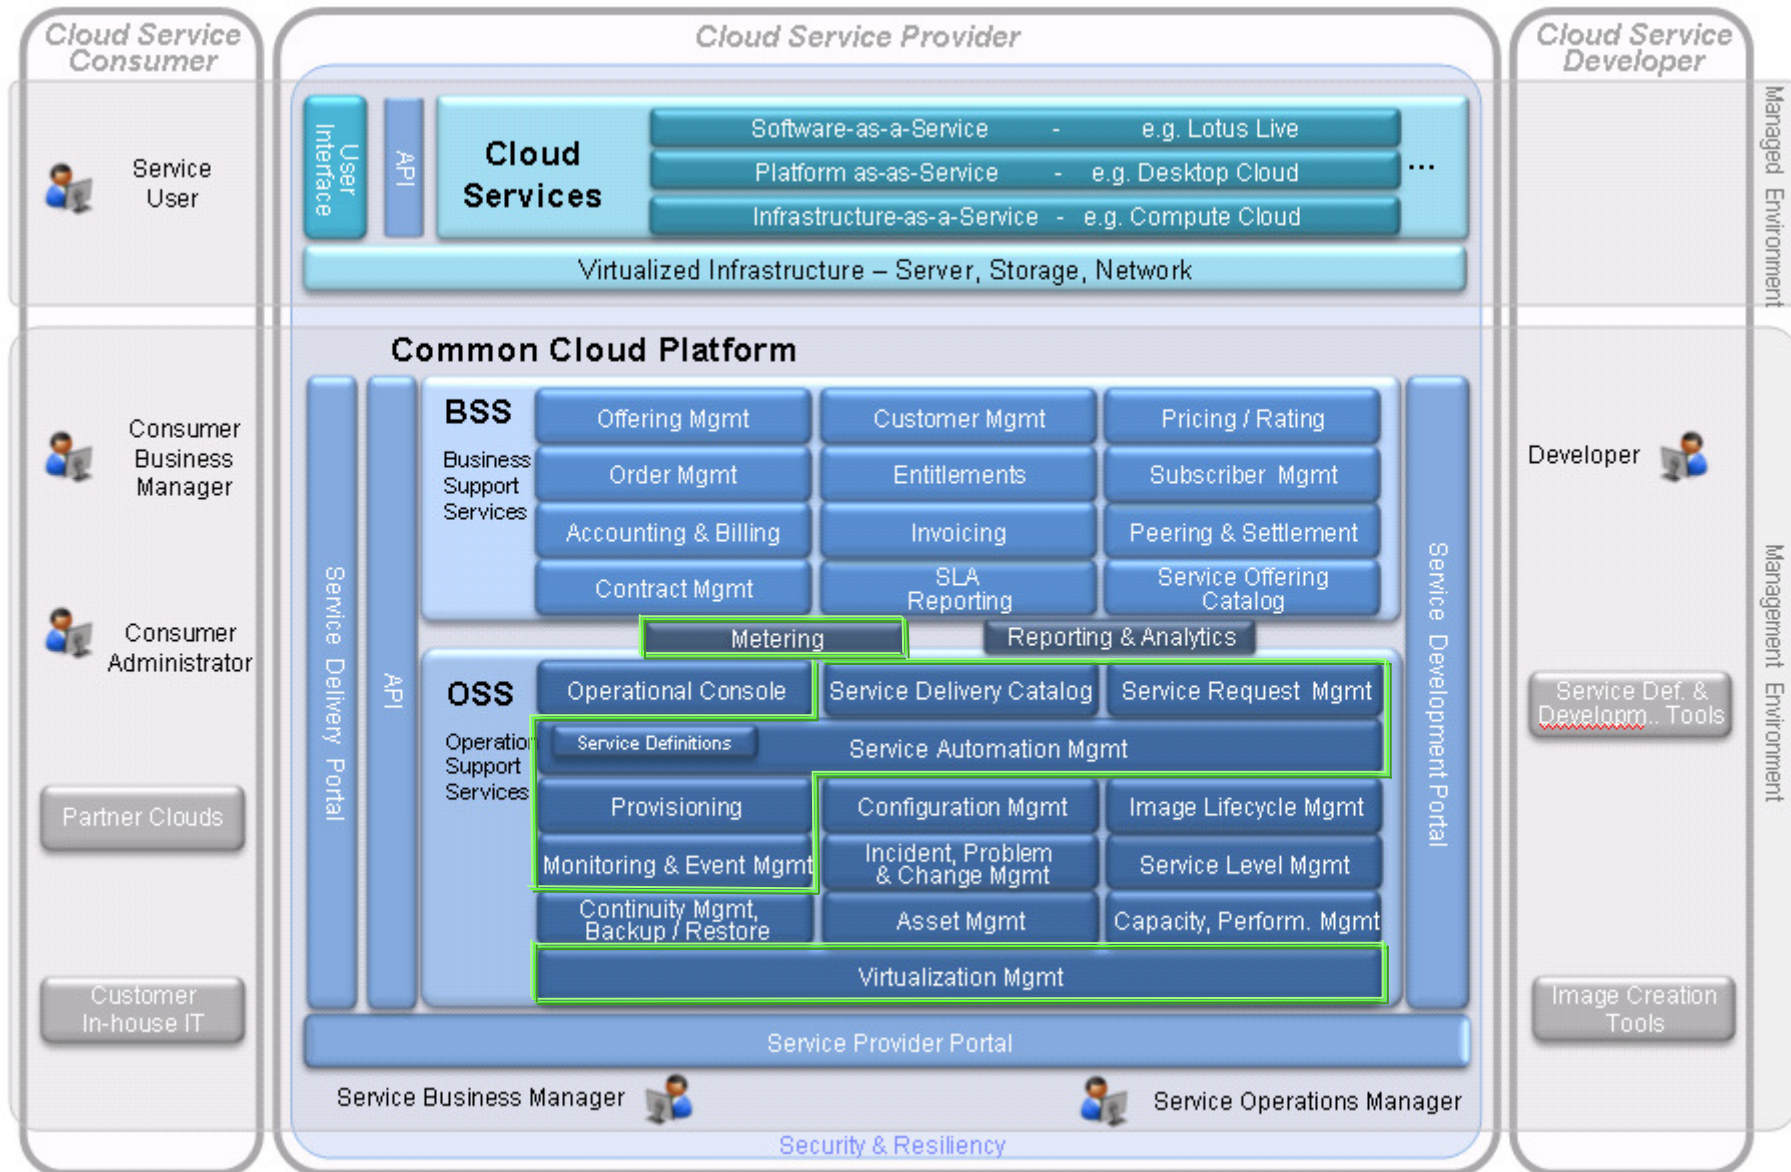 Cloud Service
Consumer
Cloud Service Provider
Cloud Service
Developer
Service
User
User
Interface
API
Cloud
Services
Software-as-a-Service - e.g. Lotus Live
Platform as-as-Service - e.g. Desktop Cloud
Infrastructure-as-a-Service - e.g. Compute Cloud
...
Virtualized Infrastructure – Server, Storage, Network
Managed Environment
Common Cloud Platform
Consumer
Business
Manager
Consumer
Administrator
Partner Clouds
Customer
In-house IT
Service Delivery Portal
API
BSS
Business
Support
Services
Offering Mgmt
Customer Mgmt
Pricing / Rating
Order Mgmt
Entitlements
Subscriber Mgmt
Accounting & Billing
Invoicing
Peering & Settlement
Contract Mgmt
SLA
Reporting
Service Offering
Catalog
Metering
Reporting & Analytics
OSS
Operation
Support
Services
Operational Console
Service Delivery Catalog
Service Request Mgmt
Service Definitions
Service Automation Mgmt
Provisioning
Configuration Mgmt
Image Lifecycle Mgmt
Monitoring & Event Mgmt
Incident, Problem
& Change Mgmt
Service Level Mgmt
Continuity Mgmt,
Backup / Restore
Asset Mgmt
Capacity, Perform. Mgmt
Virtualization Mgmt
Service Development Portal
Service Provider Portal
Service Business Manager
Service Operations Manager
Security & Resiliency
Developer
Service Def. &
Developm.. Tools
Image Creation
Tools
Management Environment